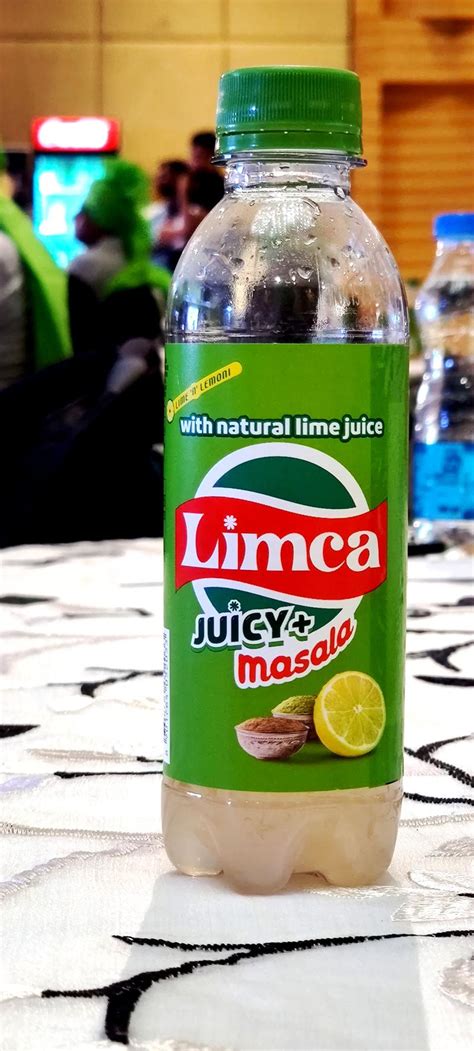 LIME 'N' LEMONI
with natural lime juice
Limca
JUICY+
masala